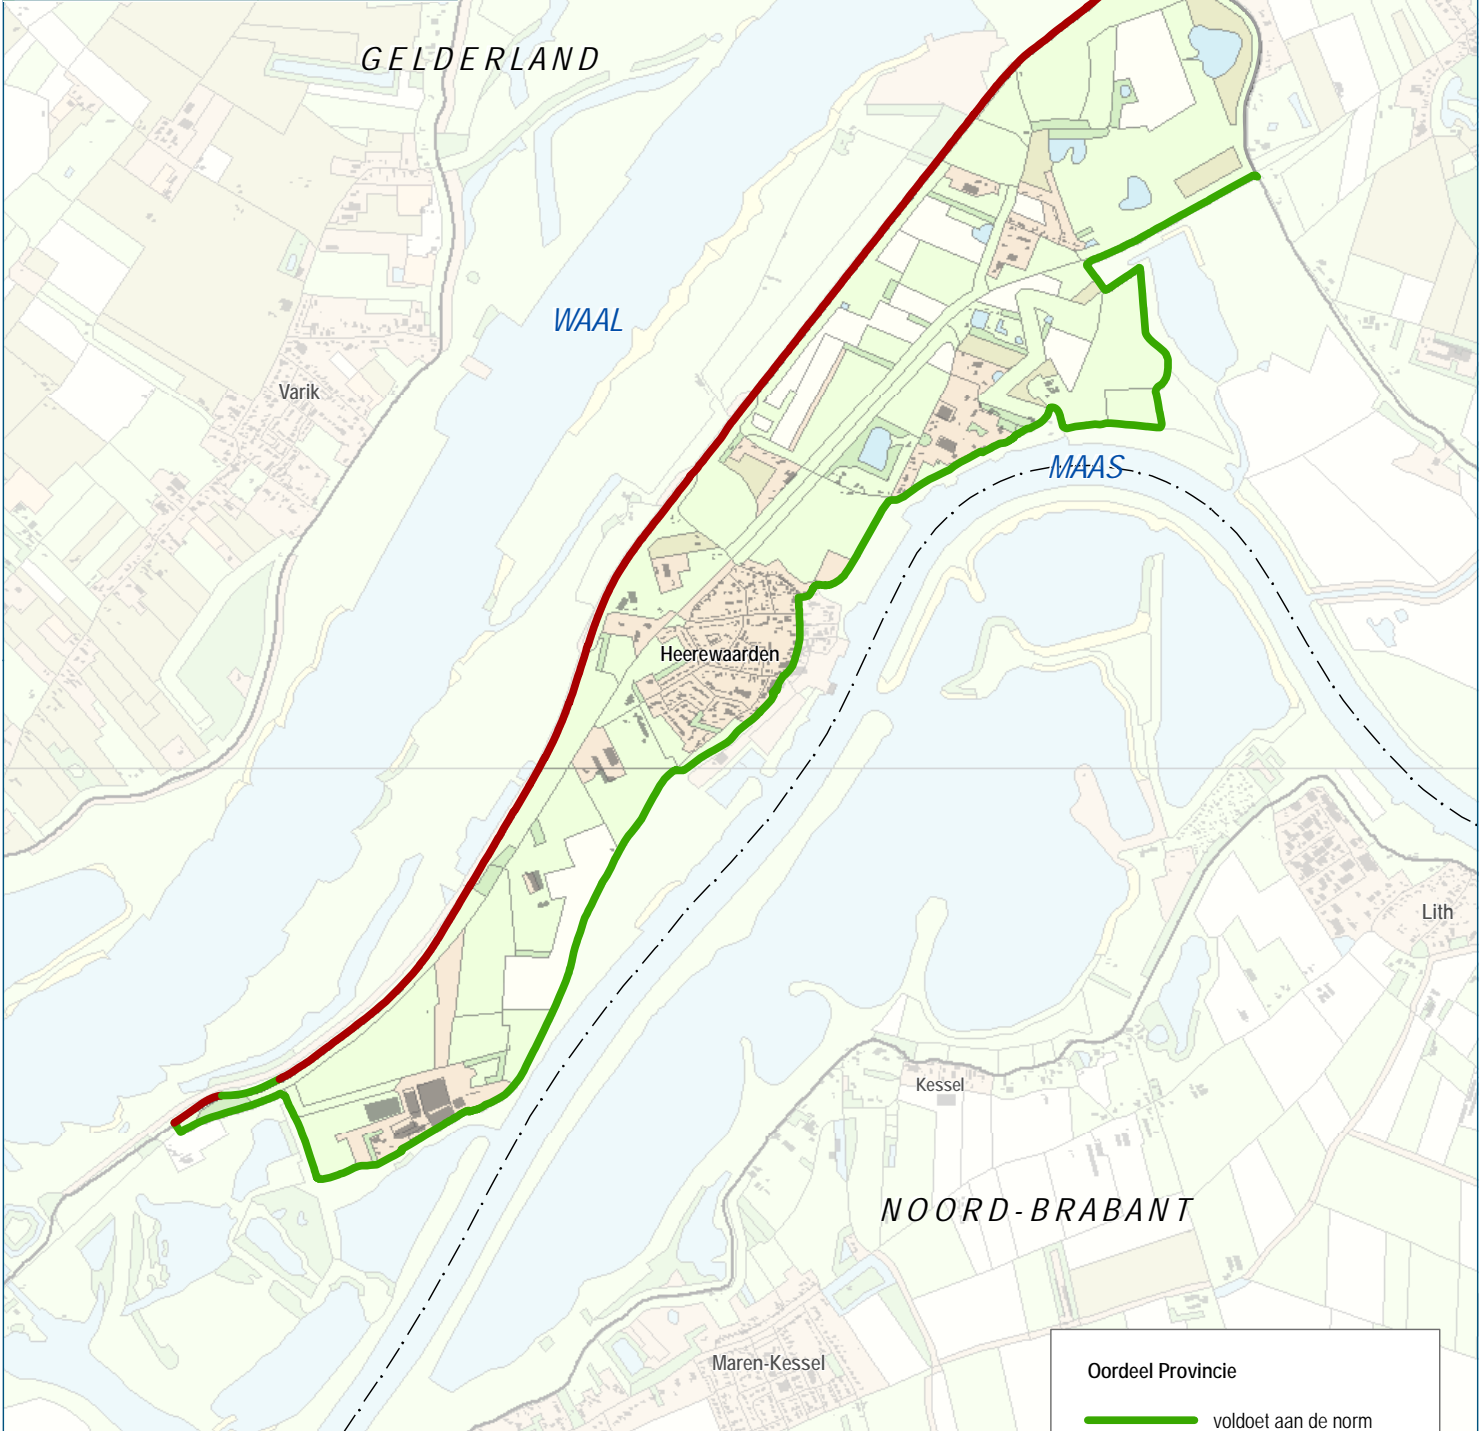 GELDERLAND
WAAL
Varik
MAAS
Heerewaarden
Lith
Kessel
NOORD-BRABANT
Maren-Kessel
Oordeel Provincie
voldoet aan de norm